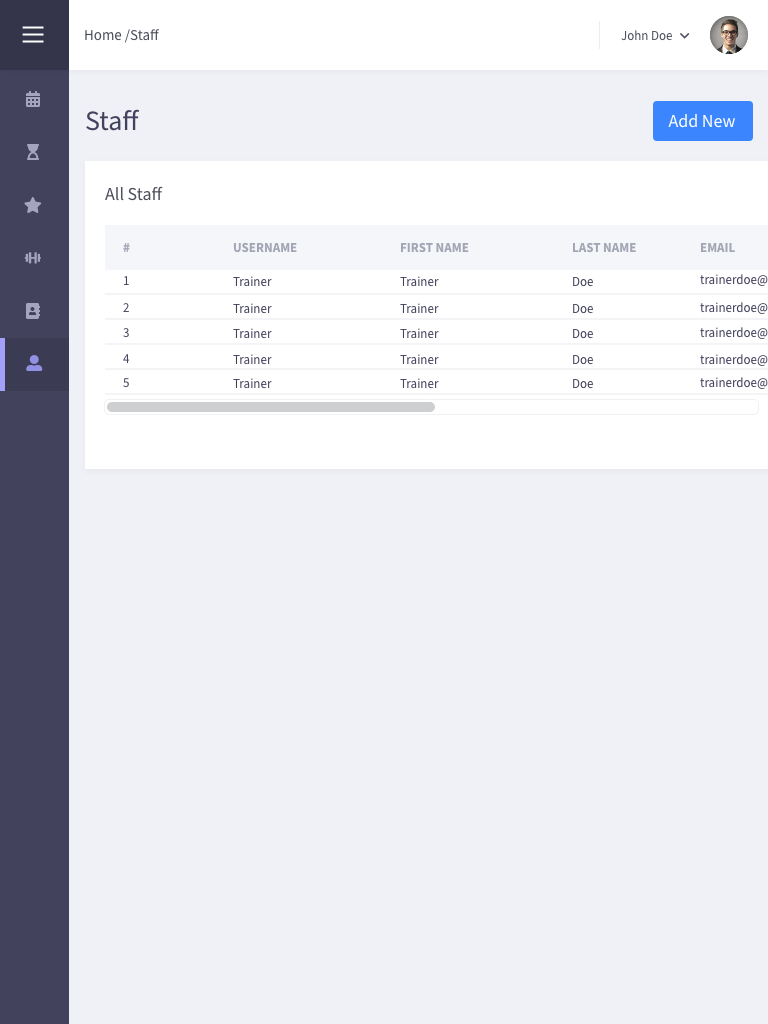 Home /Staff
John Doe
Staff
Add New
All Staff
# USERNAME FIRST NAME LAST NAME EMAIL
1 Trainer Trainer Doe trainerdoe@
2 Trainer Trainer Doe trainerdoe@
3 Trainer Trainer Doe trainerdoe@
4 Trainer Trainer Doe trainerdoe@
5 Trainer Trainer Doe trainerdoe@